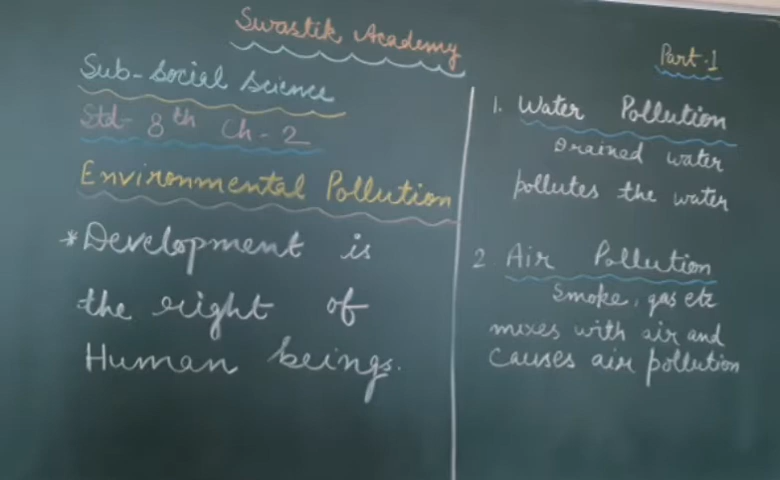 Swastik Academy
Sub- Social Science
Std- 8th Ch- 2
Environmental Pollution
*Development is
the right of
Human beings.
Part-1
1. Water Pollution
Drained water
pollutes the water
2. Air Pollution
Smoke, gas etc
mixes with air and
causes air pollution